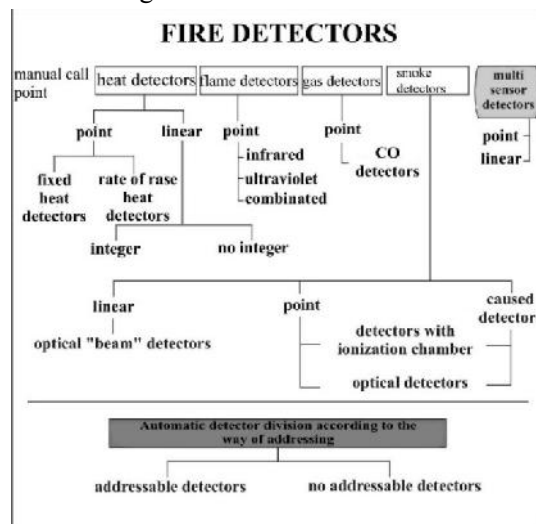 FIRE DETECTORS
manual call
point
heat detectors
flame detectors
gas detectors
smoke
detectors
multi
sensor
detectors
point
linear
point
point
point
linear
fixed
heat
detectors
rate of rase
heat
detectors
infrared
ultraviolet
combinated
CO
detectors
integer
no integer
linear
point
caused
detector
optical "beam" detectors
detectors with
ionization chamber
optical detectors
Automatic detector division according to the
way of addressing
addressable detectors
no addressable detectors